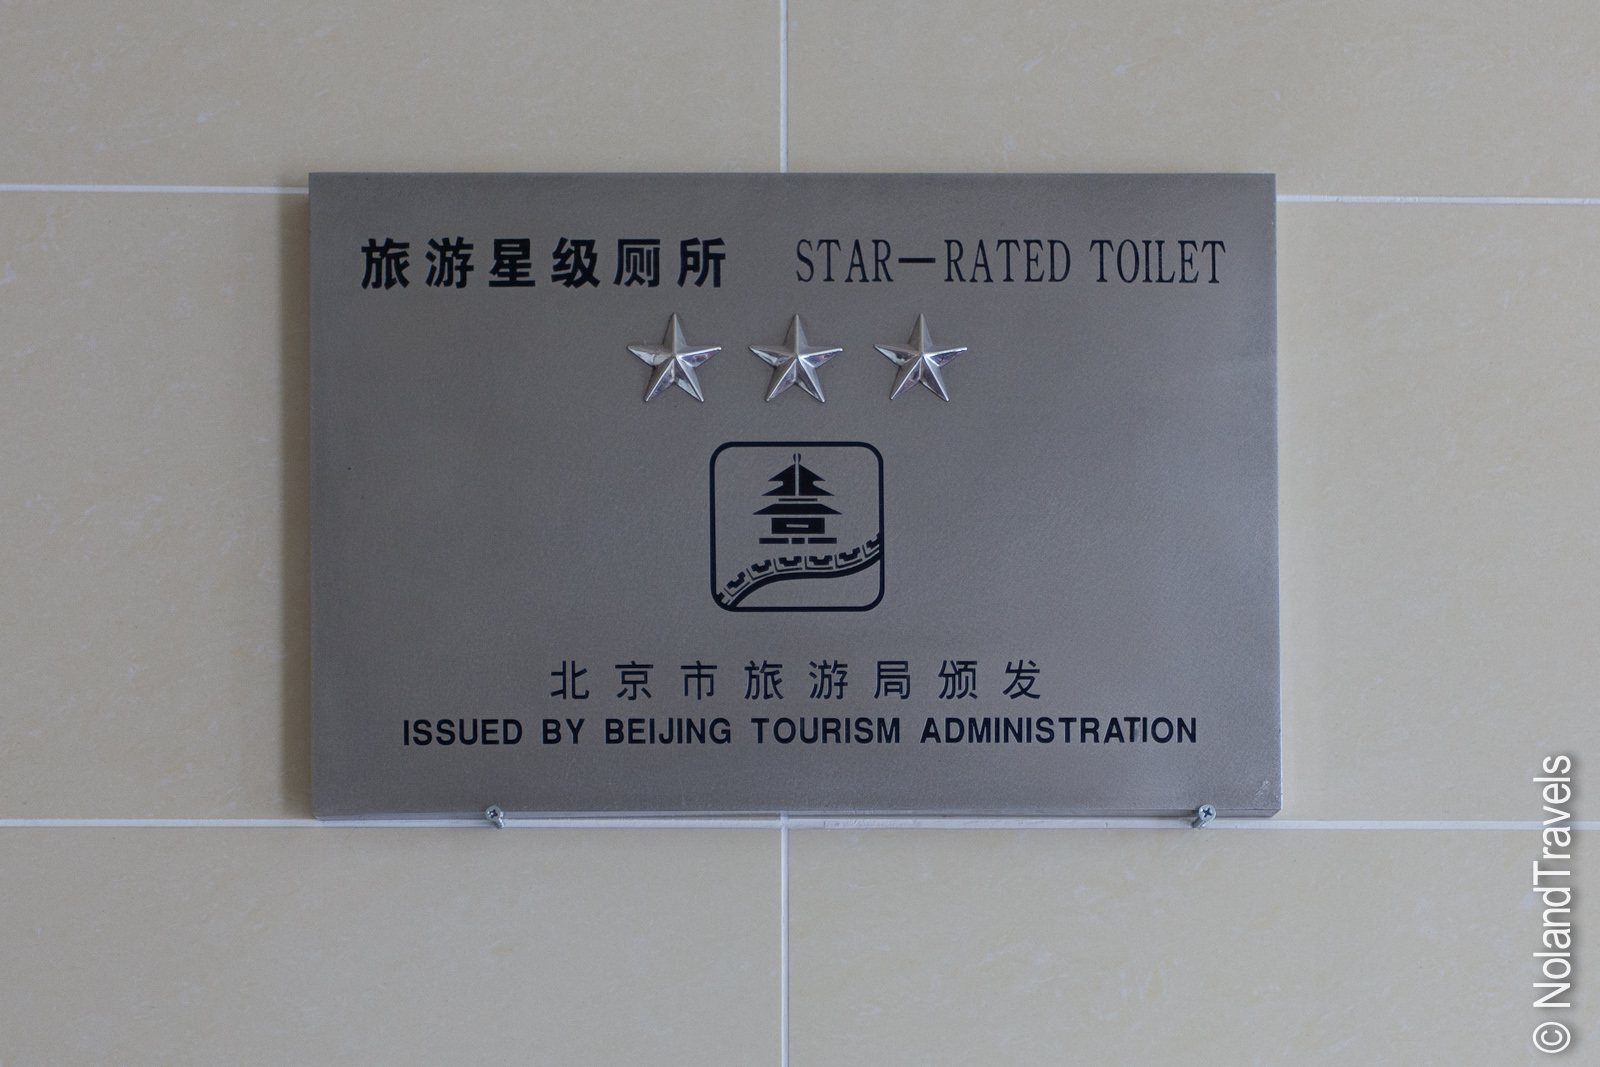 旅游星级厕所 STAR—RATED TOILET
北京市旅游局颁发
ISSUED BY BEIJING TOURISM ADMINISTRATION
© NolandTravels